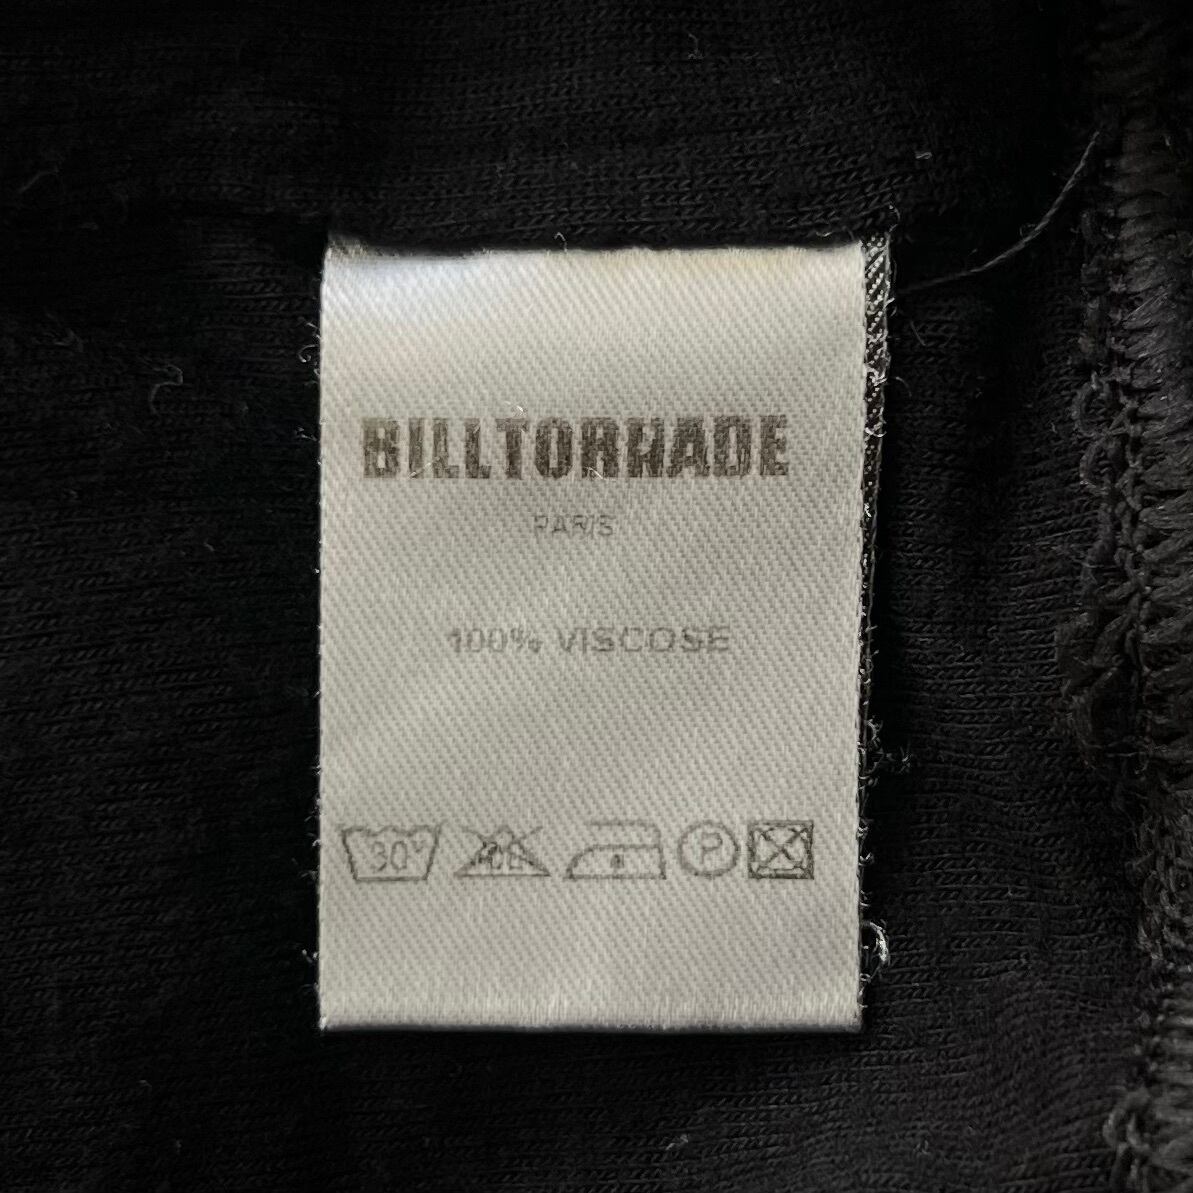 BILLTORNADE
PARIS
100% VISCOSE
30° P